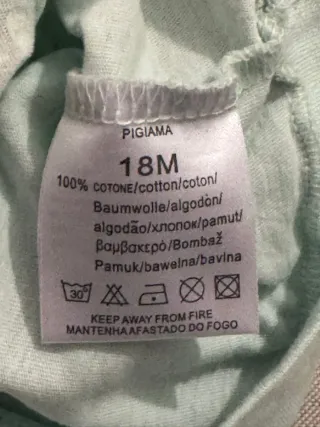 PIGIAMA
18M
100% COTONE/cotton/coton/
Baumwolle/algodòn/
algodão/хлопок/pamut/
βαμβακερό/Bombaž
Pamuk/bawełna/bavlna
30°
KEEP AWAY FROM FIRE
MANTENHA AFASTADO DO FOGO